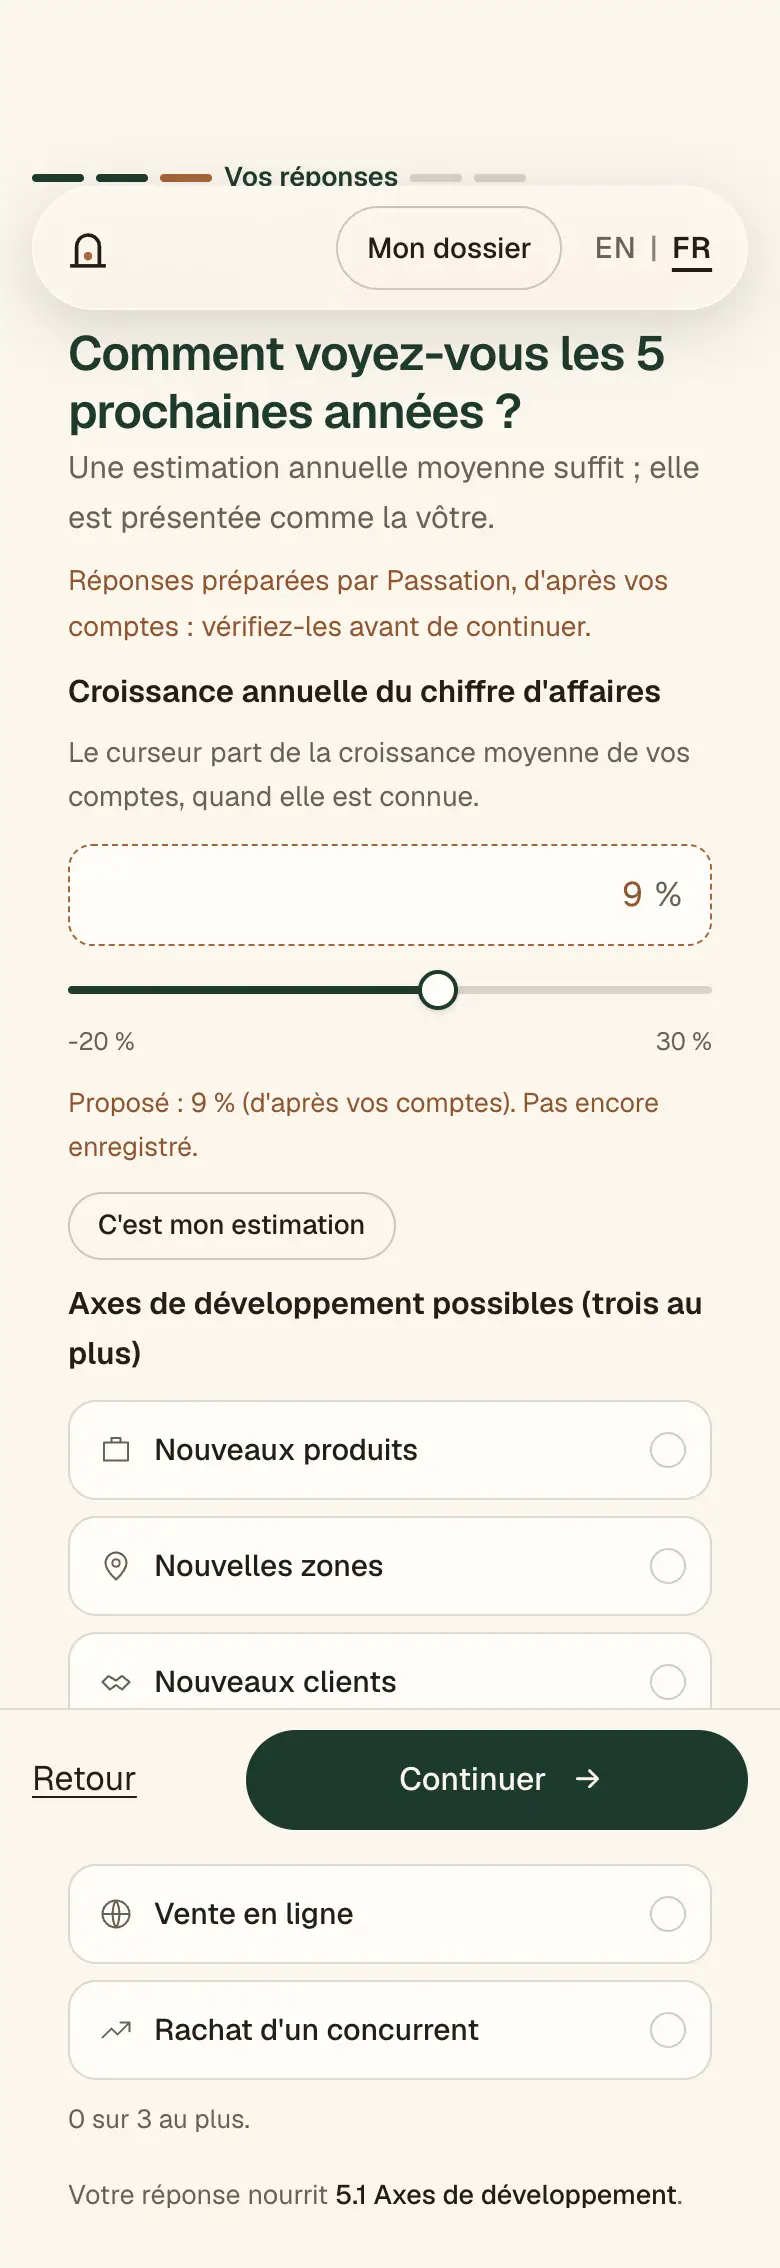 Vos réponses
Mon dossier
EN | FR
Comment voyez-vous les 5
prochaines années ?
Une estimation annuelle moyenne suffit ; elle
est présentée comme la vôtre.
Réponses préparées par Passation, d'après vos
comptes : vérifiez-les avant de continuer.
Croissance annuelle du chiffre d'affaires
Le curseur part de la croissance moyenne de vos
comptes, quand elle est connue.
9 %
-20 %
30 %
Proposé : 9 % (d'après vos comptes). Pas encore
enregistré.
C'est mon estimation
Axes de développement possibles (trois au
plus)
Nouveaux produits
Nouvelles zones
Nouveaux clients
Retour
Continuer →
Vente en ligne
Rachat d'un concurrent
0 sur 3 au plus.
Votre réponse nourrit 5.1 Axes de développement.